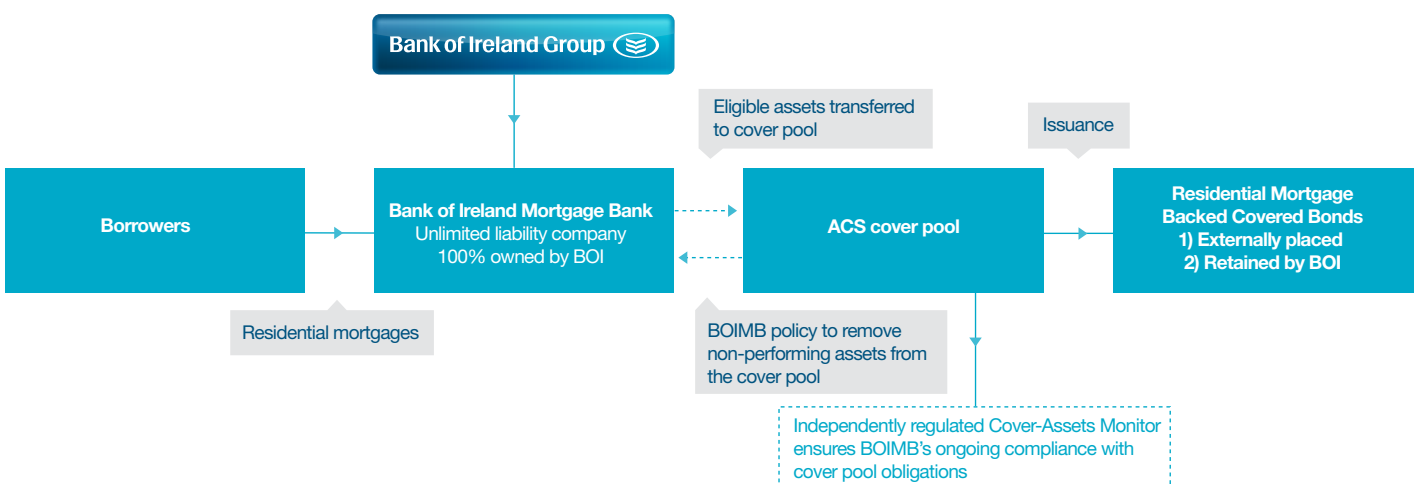 Bank of Ireland Group
Eligible assets transferred
to cover pool
Issuance
Borrowers
Bank of Ireland Mortgage Bank
Unlimited liability company
100% owned by BOI
ACS cover pool
Residential Mortgage
Backed Covered Bonds
1) Externally placed
2) Retained by BOI
Residential mortgages
BOIMB policy to remove
non-performing assets from
the cover pool
Independently regulated Cover-Assets Monitor
ensures BOIMB's ongoing compliance with
cover pool obligations